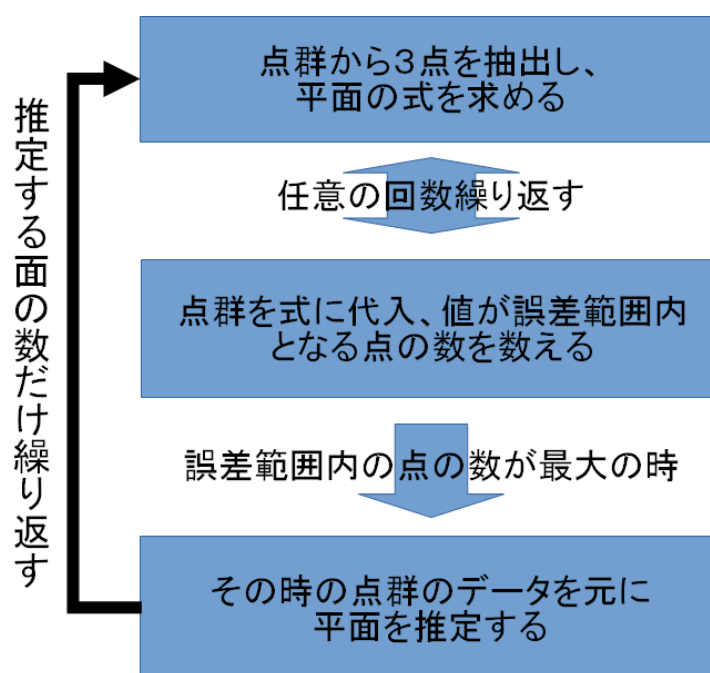 点群から３点を抽出し、
平面の式を求める
任意の回数繰り返す
点群を式に代入、値が誤差範囲内
となる点の数を数える
誤差範囲内の点の数が最大の時
その時の点群のデータを元に
平面を推定する
推定する面の数だけ繰り返す